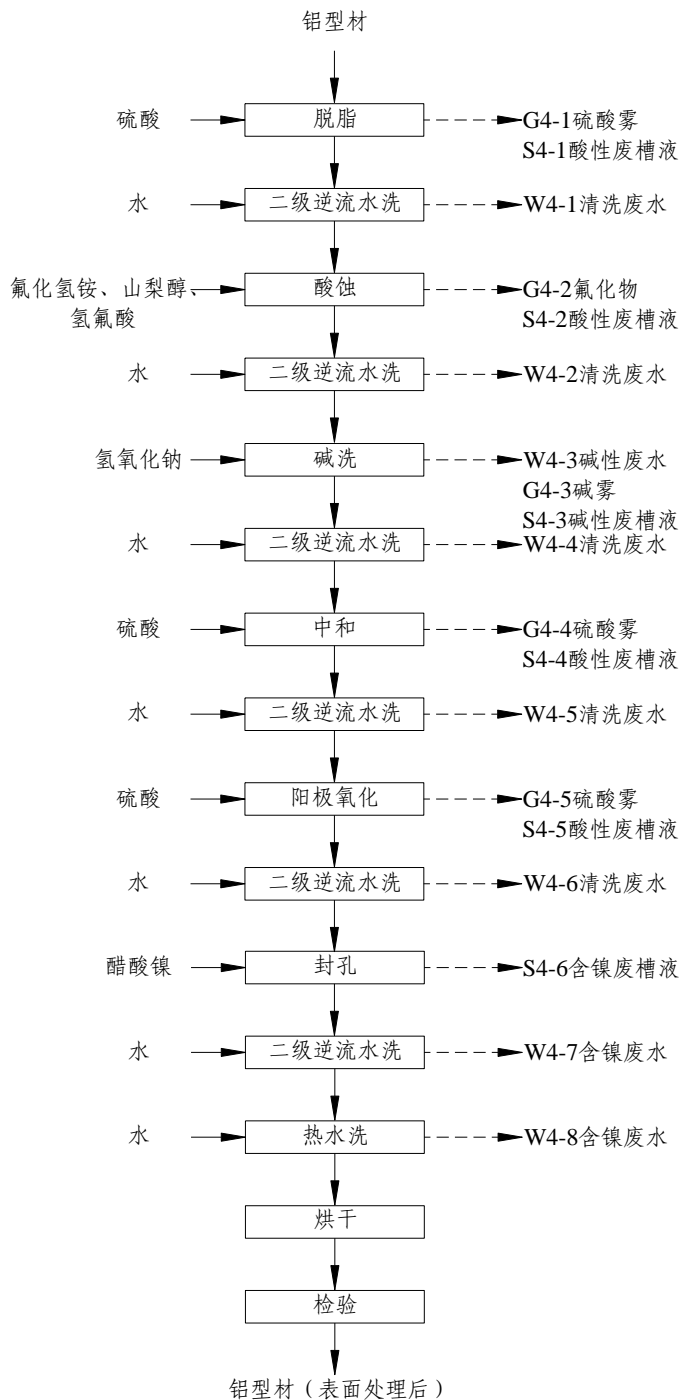 铝型材
硫酸
脱脂
G4-1硫酸雾
S4-1酸性废槽液
水
二级逆流水洗
W4-1清洗废水
氟化氢铵、山梨醇、
氢氟酸
酸蚀
G4-2氟化物
S4-2酸性废槽液
水
二级逆流水洗
W4-2清洗废水
氢氧化钠
碱洗
W4-3碱性废水
G4-3碱雾
S4-3碱性废槽液
水
二级逆流水洗
W4-4清洗废水
硫酸
中和
G4-4硫酸雾
S4-4酸性废槽液
水
二级逆流水洗
W4-5清洗废水
硫酸
阳极氧化
G4-5硫酸雾
S4-5酸性废槽液
水
二级逆流水洗
W4-6清洗废水
醋酸镍
封孔
S4-6含镍废槽液
水
二级逆流水洗
W4-7含镍废水
水
热水洗
W4-8含镍废水
烘干
检验
铝型材（表面处理后）